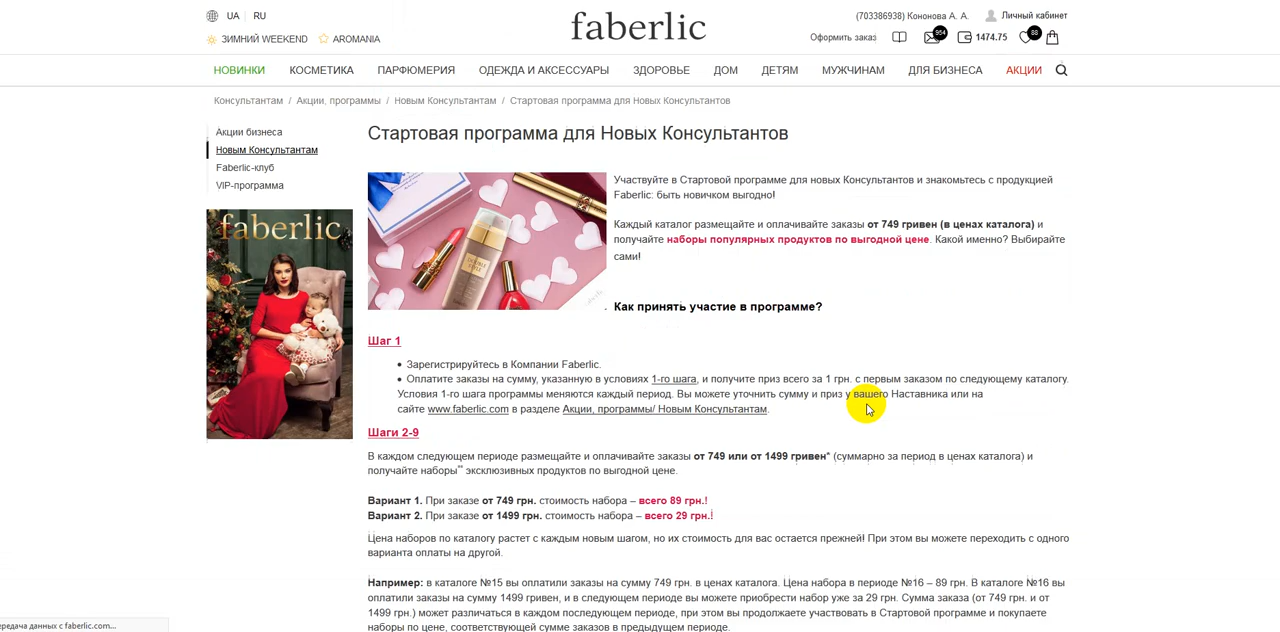 UA RU
faberlic
(703386938) Кононова А. А. Личный кабинет
ЗИМНИЙ WEEKEND AROMANIA
Оформить заказ 954 1474.75 88
НОВИНКИ КОСМЕТИКА ПАРФЮМЕРИЯ ОДЕЖДА И АКСЕССУАРЫ ЗДОРОВЬЕ ДОМ ДЕТЯМ МУЖЧИНАМ ДЛЯ БИЗНЕСА АКЦИИ
Консультантам / Акции, программы / Новым Консультантам / Стартовая программа для Новых Консультантов
Акции бизнеса
Новым Консультантам
Faberlic-клуб
VIP-программа
faberlic
Стартовая программа для Новых Консультантов
Участвуйте в Стартовой программе для новых Консультантов и знакомьтесь с продукцией
Faberlic: быть новичком выгодно!
Каждый каталог размещайте и оплачивайте заказы от 749 гривен (в ценах каталога) и
получайте наборы популярных продуктов по выгодной цене. Какой именно? Выбирайте
сами!
Как принять участие в программе?
Шаг 1
• Зарегистрируйтесь в Компании Faberlic.
• Оплатите заказы на сумму, указанную в условиях 1-го шага, и получите приз всего за 1 грн. с первым заказом по следующему каталогу.
Условия 1-го шага программы меняются каждый период. Вы можете уточнить сумму и приз у вашего Наставника или на
сайте www.faberlic.com в разделе Акции, программы/ Новым Консультантам.
Шаги 2-9
В каждом следующем периоде размещайте и оплачивайте заказы от 749 или от 1499 гривен* (суммарно за период в ценах каталога) и
получайте наборы** эксклюзивных продуктов по выгодной цене.
Вариант 1. При заказе от 749 грн. стоимость набора – всего 89 грн.!
Вариант 2. При заказе от 1499 грн. стоимость набора – всего 29 грн.!
Цена наборов по каталогу растет с каждым новым шагом, но их стоимость для вас остается прежней! При этом вы можете переходить с одного
варианта оплаты на другой.
Например: в каталоге №15 вы оплатили заказы на сумму 749 грн. в ценах каталога. Цена набора в периоде №16 – 89 грн. В каталоге №16 вы
оплатили заказы на сумму 1499 гривен, и в следующем периоде вы можете приобрести набор уже за 29 грн. Сумма заказа (от 749 грн. и от
1499 грн.) может различаться в каждом последующем периоде, при этом вы продолжаете участвовать в Стартовой программе и покупаете
наборы по цене, соответствующей сумме заказов в предыдущем периоде.
ередача данных с faberlic.com...